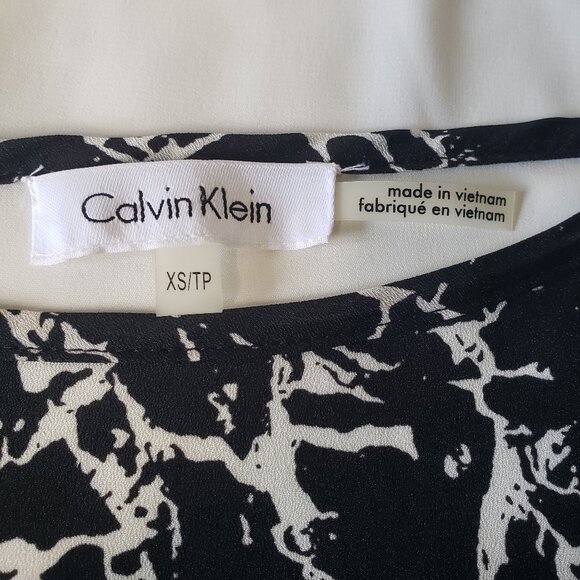 Calvin Klein
made in vietnam
fabriqué en vietnam
XS/TP